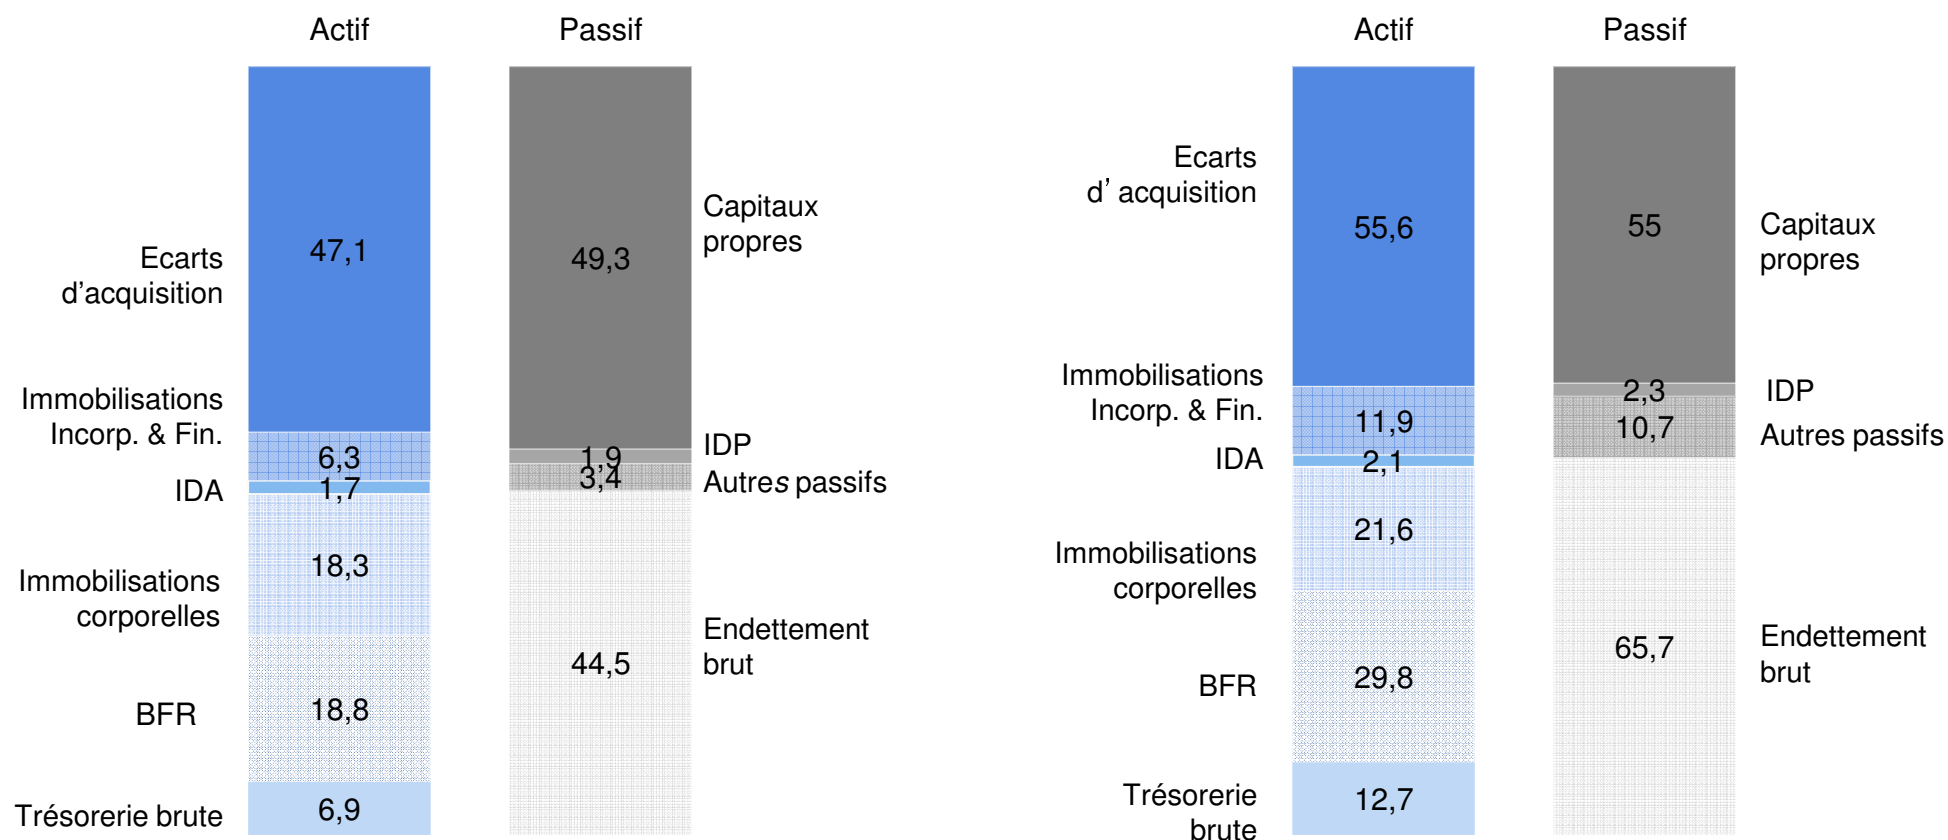 Actif
Passif
Ecarts
d'acquisition
47,1
Immobilisations
Incorp. & Fin.
6,3
IDA
1,7
Immobilisations
corporelles
18,3
BFR
18,8
Trésorerie brute
6,9
49,3
Capitaux
propres
1,9
IDP
3,4
Autres passifs
44,5
Endettement
brut
Actif
Passif
Ecarts
d' acquisition
55,6
Immobilisations
Incorp. & Fin.
11,9
IDA
2,1
Immobilisations
corporelles
21,6
BFR
29,8
Trésorerie
brute
12,7
55
Capitaux
propres
2,3
IDP
10,7
Autres passifs
65,7
Endettement
brut